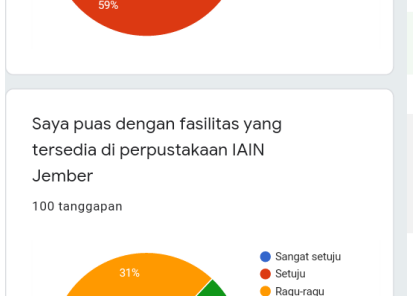 59%
Saya puas dengan fasilitas yang
tersedia di perpustakaan IAIN
Jember
100 tanggapan
31%
Sangat setuju
Setuju
Ragu-ragu